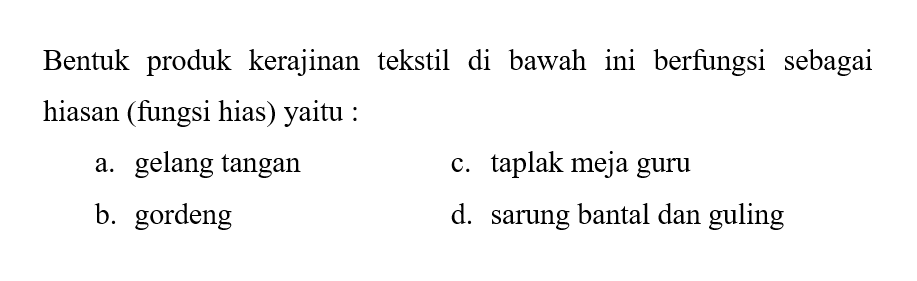 Bentuk produk kerajinan tekstil di bawah ini berfungsi sebagai
hiasan (fungsi hias) yaitu :
a. gelang tangan c. taplak meja guru
b. gordeng d. sarung bantal dan guling